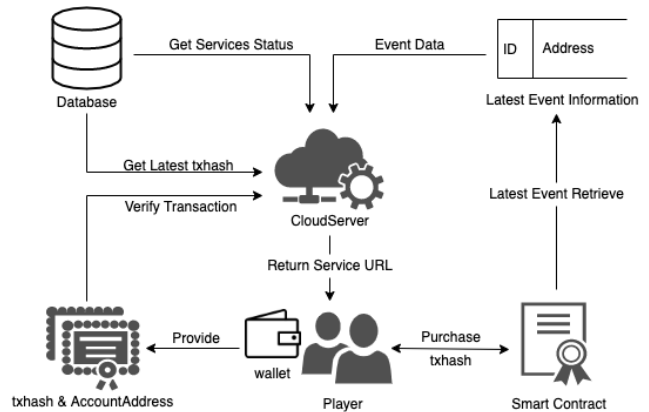 Get Services Status
Event Data
ID
Address
Database
Latest Event Information
Get Latest txhash
Verify Transaction
CloudServer
Latest Event Retrieve
Return Service URL
Provide
wallet
Purchase
txhash
txhash & AccountAddress
Player
Smart Contract